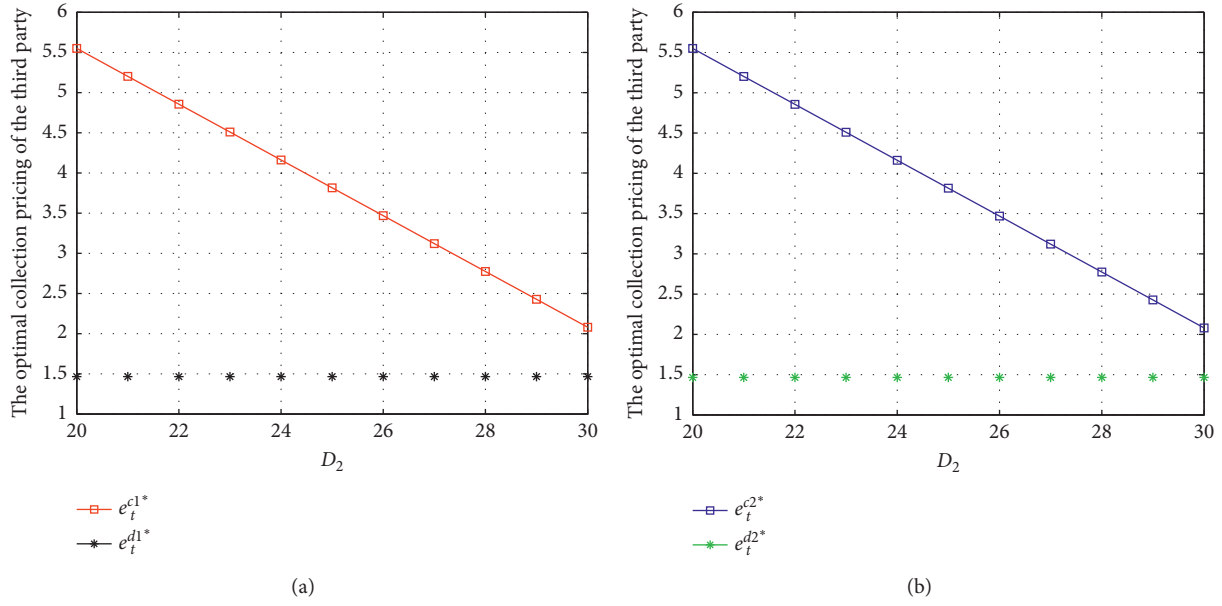 The optimal collection pricing of the third party
6
5.5
5
4.5
4
3.5
3
2.5
2
1.5
1
20 22 24 26 28 30
D₂
e_t^{c1*}
e_t^{d1*}
(a)
The optimal collection pricing of the third party
6
5.5
5
4.5
4
3.5
3
2.5
2
1.5
1
20 22 24 26 28 30
D₂
e_t^{c2*}
e_t^{d2*}
(b)